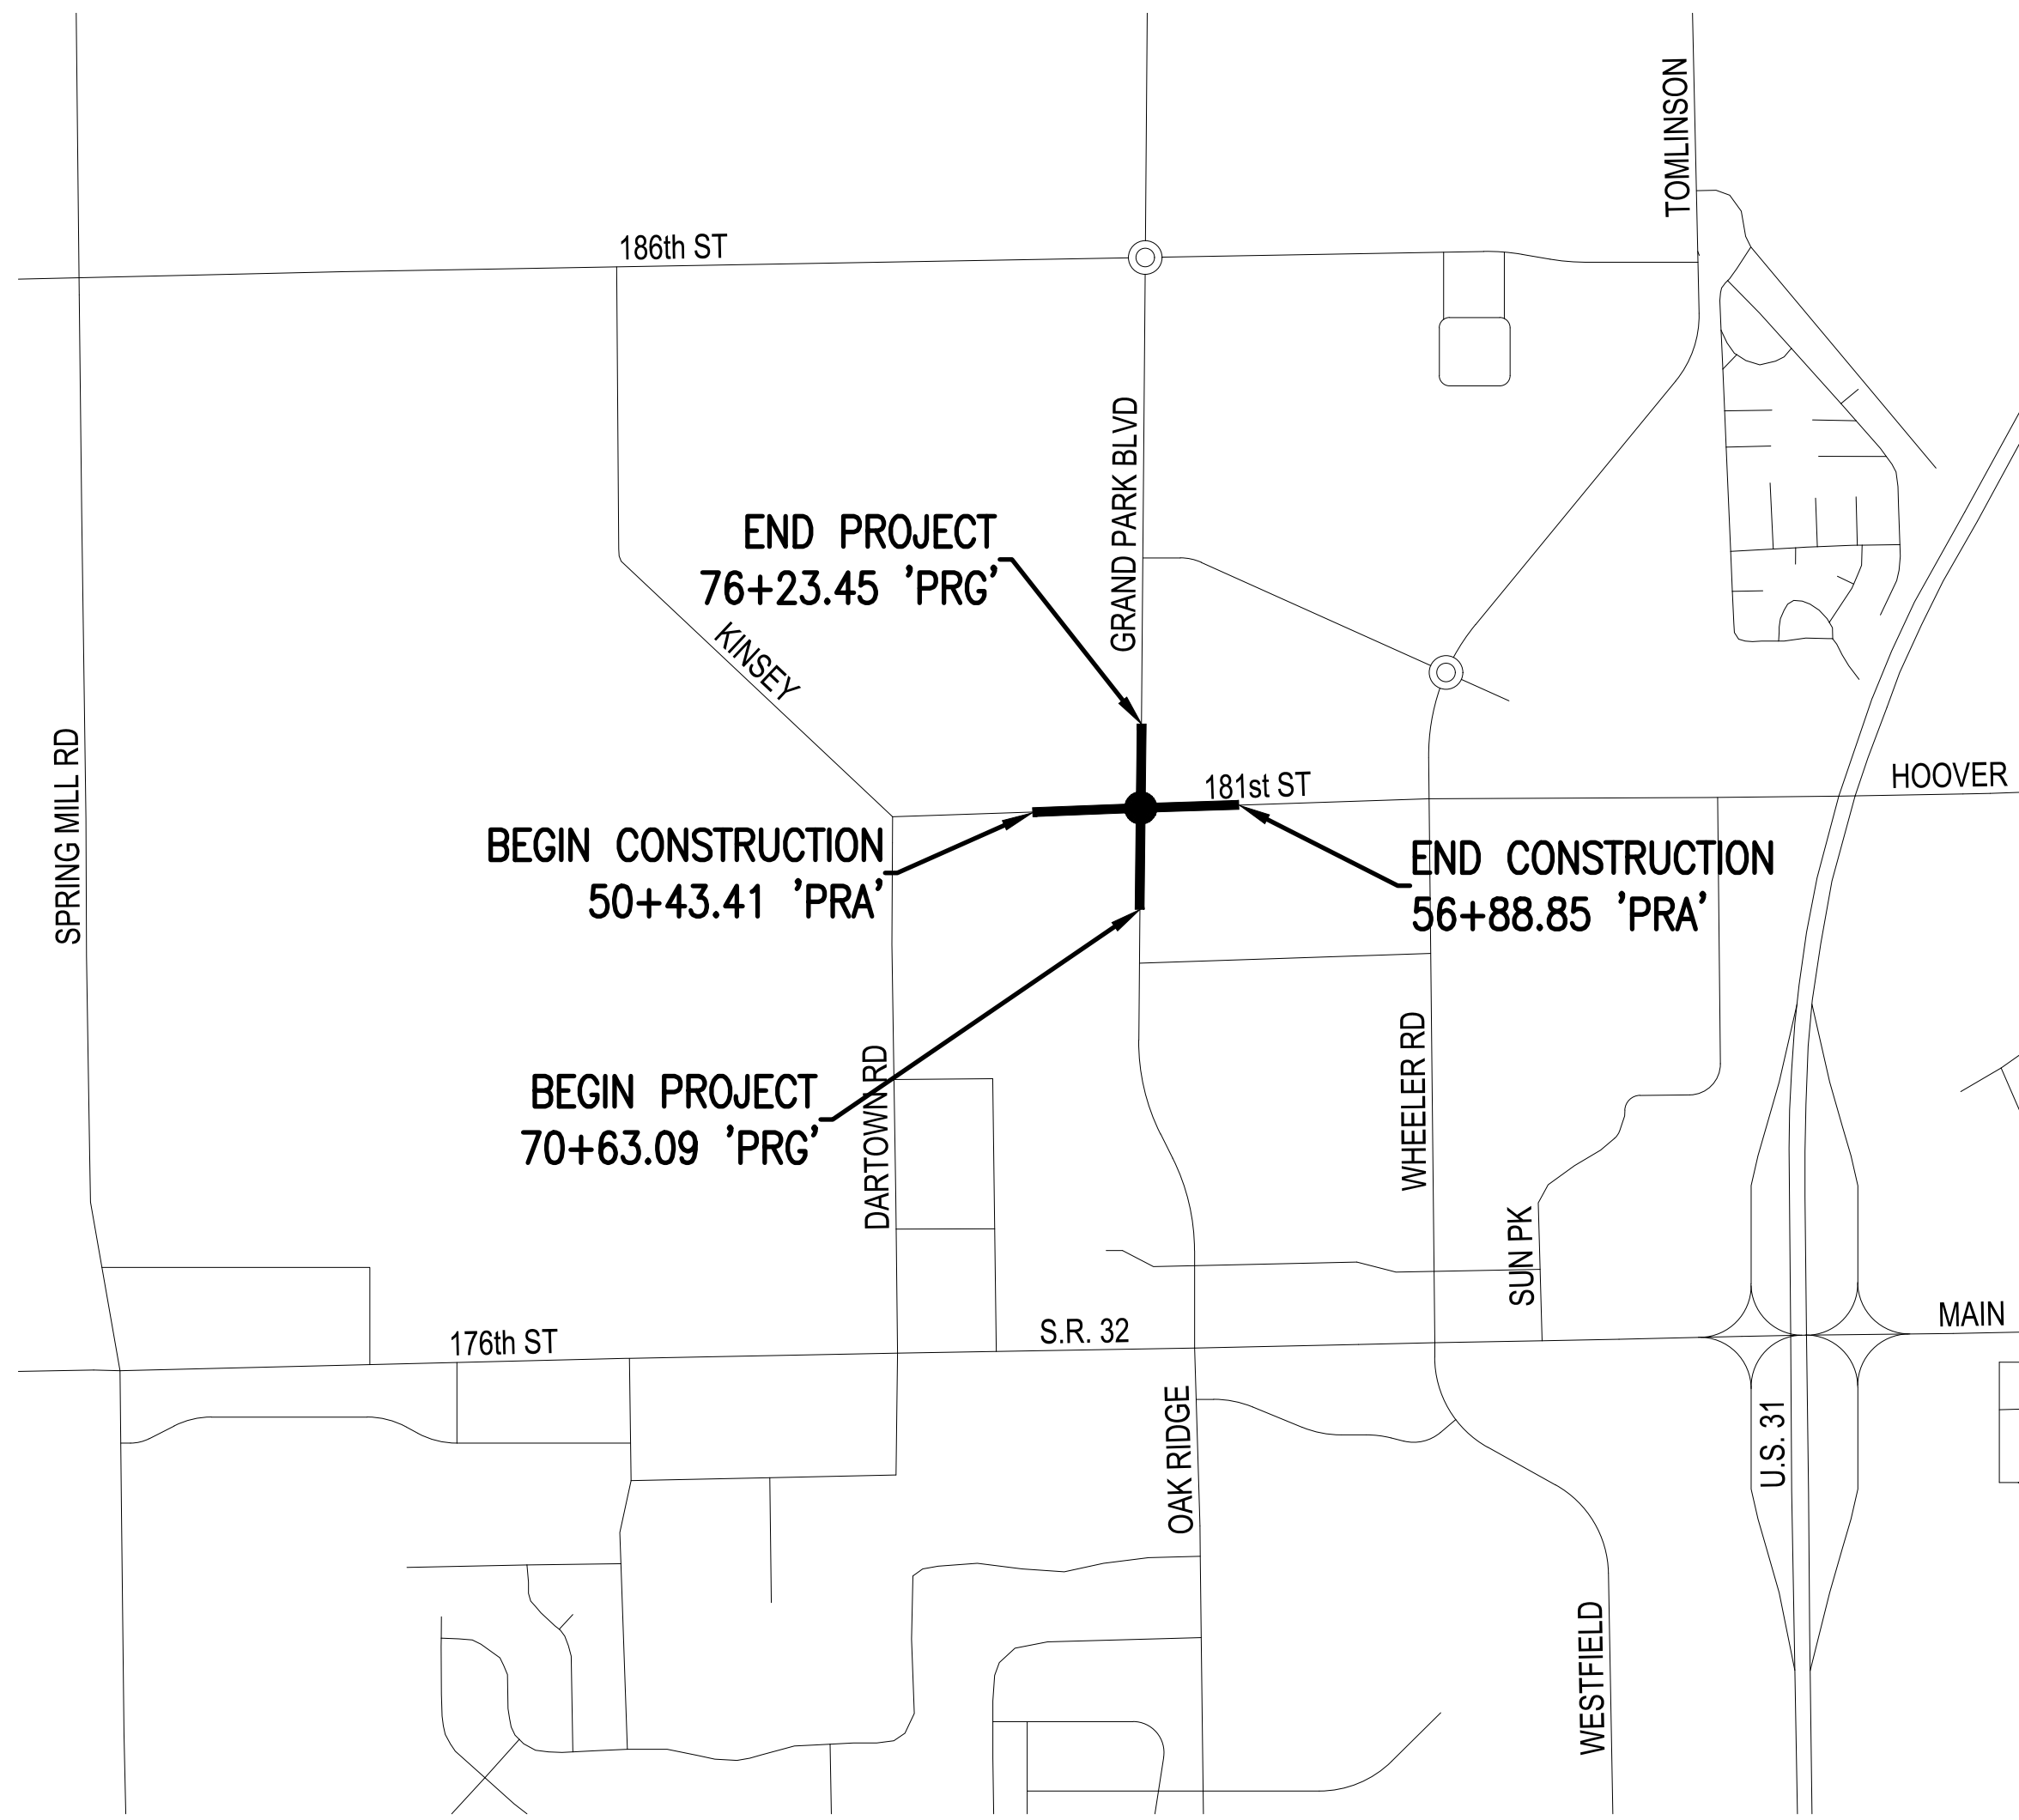 TOMLINSON
186th ST
GRAND PARK BLVD
END PROJECT
76+23.45 'PRG'
KINSEY
SPRING MILL RD
181st ST
HOOVER
BEGIN CONSTRUCTION
50+43.41 'PRA'
END CONSTRUCTION
56+88.85 'PRA'
BEGIN PROJECT
70+63.09 'PRG'
DARTOWN RD
WHEELER RD
SUN PK
176th ST
S.R. 32
MAIN
OAK RIDGE
U.S. 31
WESTFIELD